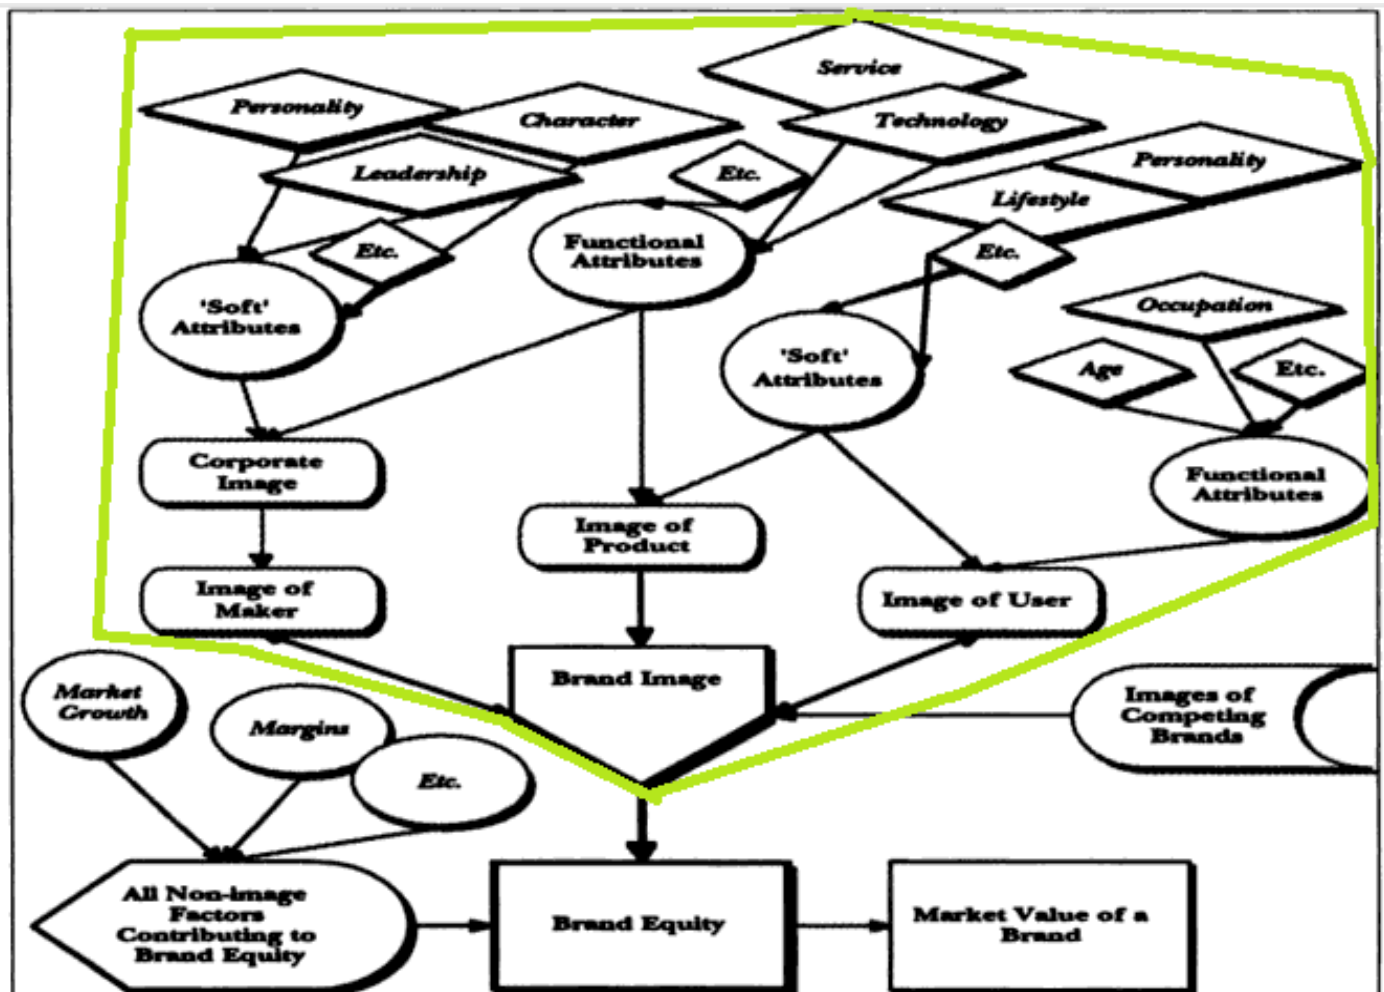 Service
Personality
Character
Technology
Leadership
Etc.
Personality
Lifestyle
Etc.
Functional
Attributes
Etc.
'Soft'
Attributes
Occupation
'Soft'
Attributes
Age
Etc.
Corporate
Image
Functional
Attributes
Image of
Product
Image of
Maker
Image of User
Brand Image
Market
Growth
Margins
Images of
Competing
Brands
Etc.
All Non-image
Factors
Contributing to
Brand Equity
Brand Equity
Market Value of a
Brand